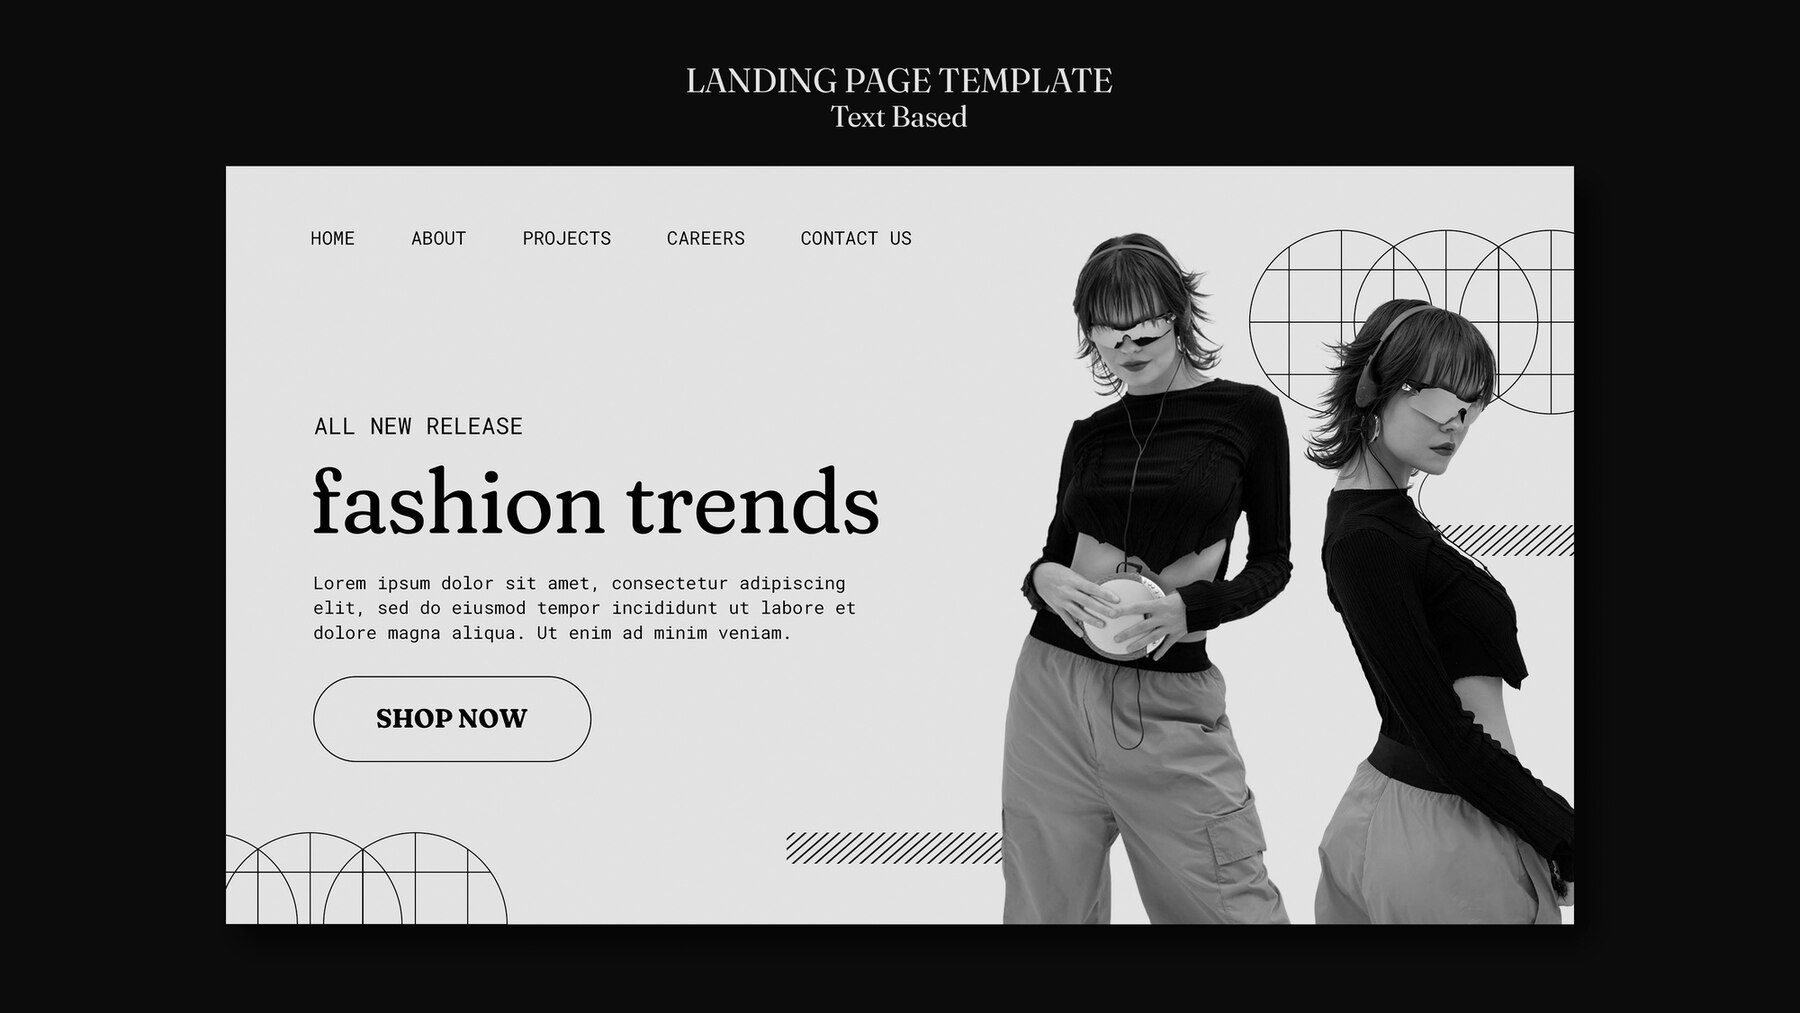 LANDING PAGE TEMPLATE
Text Based
HOME ABOUT PROJECTS CAREERS CONTACT US
ALL NEW RELEASE
fashion trends
Lorem ipsum dolor sit amet, consectetur adipiscing
elit, sed do eiusmod tempor incididunt ut labore et
dolore magna aliqua. Ut enim ad minim veniam.
SHOP NOW